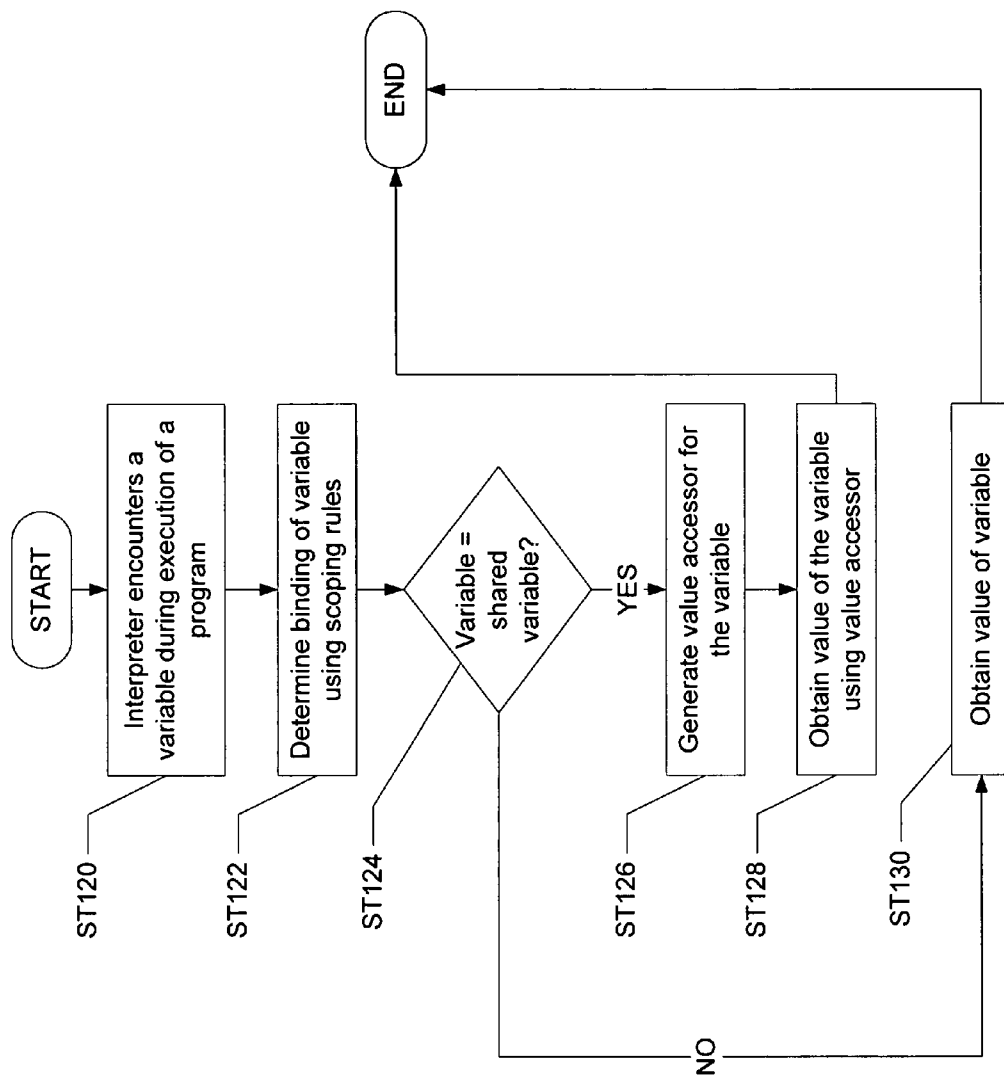 START
ST120
Interpreter encounters a
variable during execution of a
program
ST122
Determine binding of variable
using scoping rules
ST124
Variable =
shared
variable?
YES
NO
ST126
Generate value accessor for
the variable
ST128
Obtain value of the variable
using value accessor
ST130
Obtain value of variable
END